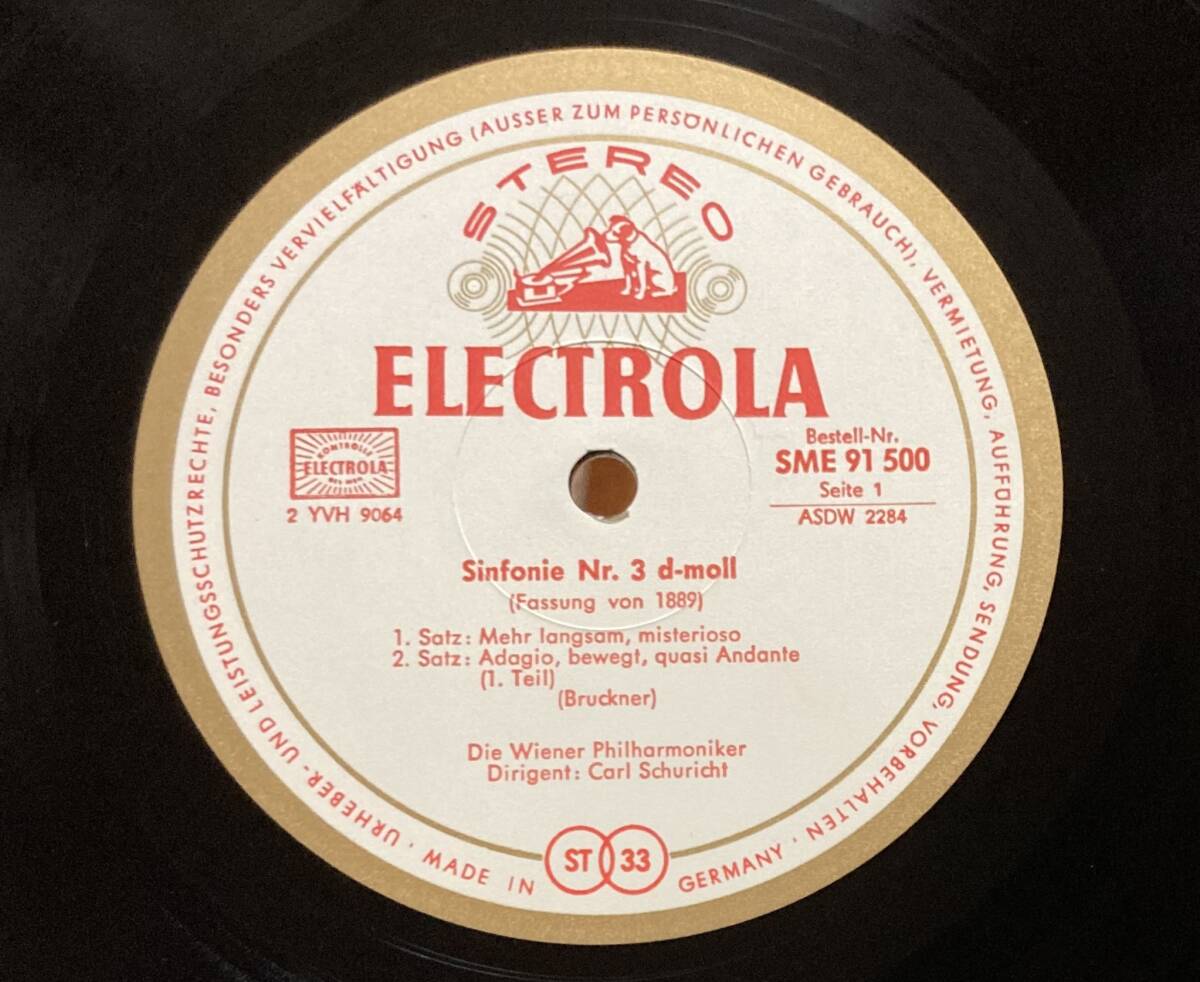 URHEBER- UND LEISTUNGSSCHUTZRECHTE, BESONDERS VERVIELFÄLTIGUNG (AUSSER ZUM PERSÖNLICHEN GEBRAUCH), VERMIETUNG, AUFFÜHRUNG, SENDUNG, VORBEHALTEN ·
STEREO
ELECTROLA
KONTROLLE
ELECTROLA
2 YVH 9064
Bestell-Nr.
SME 91 500
Seite 1
ASDW 2284
Sinfonie Nr. 3 d-moll
(Fassung von 1889)
1. Satz: Mehr langsam, misterioso
2. Satz: Adagio, bewegt, quasi Andante
(1. Teil)
(Bruckner)
Die Wiener Philharmoniker
Dirigent: Carl Schuricht
ST 33
· MADE IN GERMANY ·